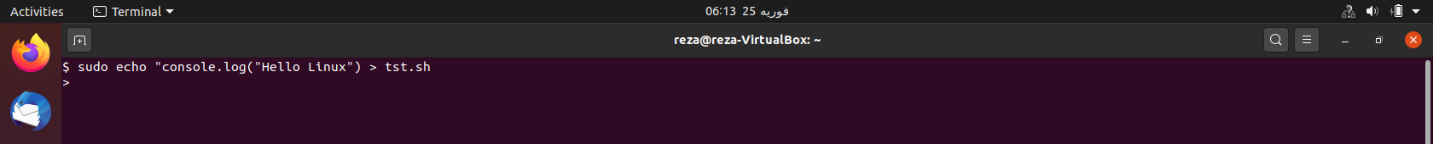 Activities Terminal 06:13 25 فوریه
reza@reza-VirtualBox: ~
$ sudo echo "console.log("Hello Linux") > tst.sh
>